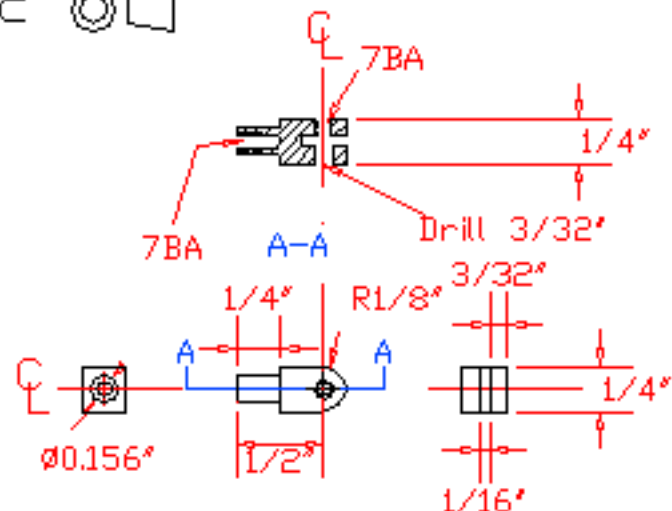 ℄
7BA
1/4"
7BA
A-A
Drill 3/32"
3/32"
1/4"
R1/8"
A
A
℄
1/4"
Ø0.156"
1/2"
1/16"